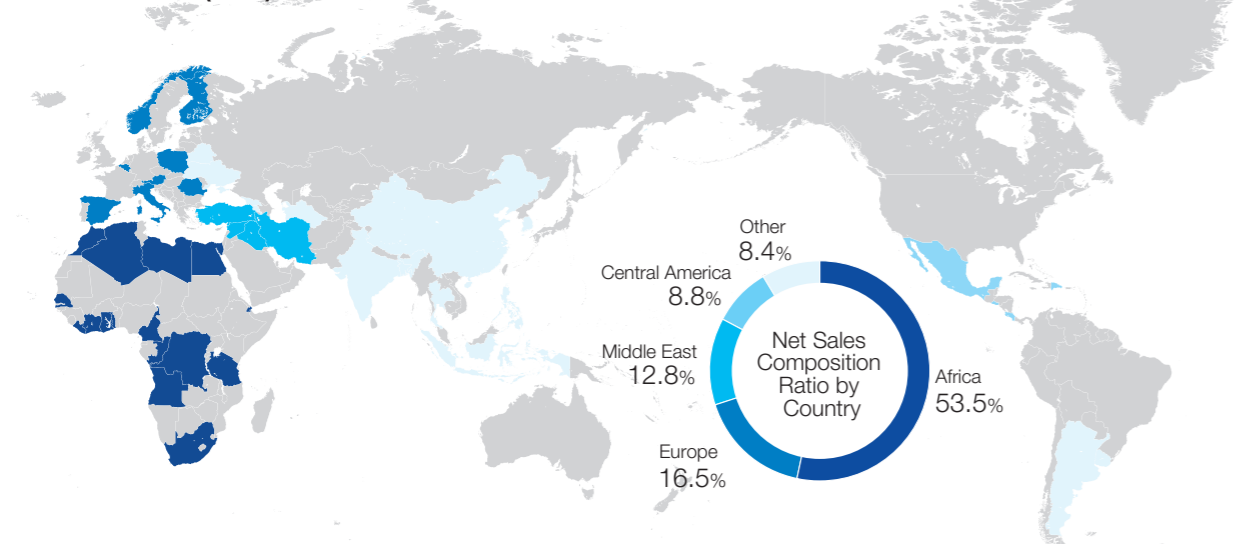 Other
8.4%
Central America
8.8%
Middle East
12.8%
Europe
16.5%
Africa
53.5%
Net Sales
Composition
Ratio by
Country